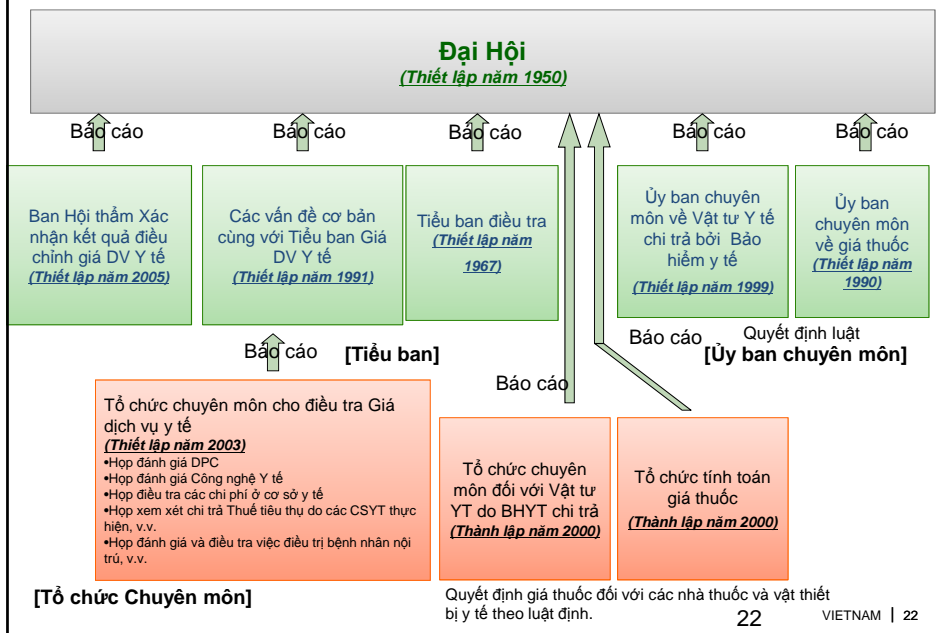 Đại Hội
(Thiết lập năm 1950)
Báo cáo
Báo cáo
Báo cáo
Báo cáo
Báo cáo
Ban Hội thẩm Xác
nhận kết quả điều
chỉnh giá DV Y tế
(Thiết lập năm 2005)
Các vấn đề cơ bản
cùng với Tiểu ban Giá
DV Y tế
(Thiết lập năm 1991)
Tiểu ban điều tra
(Thiết lập năm
1967)
Ủy ban chuyên
môn về Vật tư Y tế
chi trả bởi Bảo
hiểm y tế
(Thiết lập năm 1999)
Ủy ban
chuyên môn
về giá thuốc
(Thiết lập năm
1990)
Báo cáo
[Tiểu ban]
Báo cáo
Quyết định luật
[Ủy ban chuyên môn]
Báo cáo
Tổ chức chuyên môn cho điều tra Giá
dịch vụ y tế
(Thiết lập năm 2003)
•Họp đánh giá DPC
•Họp đánh giá Công nghệ Y tế
•Họp điều tra các chi phí ở cơ sở y tế
•Họp xem xét chi trả Thuế tiêu thụ do các CSYT thực
hiện, v.v.
•Họp đánh giá và điều tra việc điều trị bệnh nhân nội
trú, v.v.
Tổ chức chuyên
môn đối với Vật tư
YT do BHYT chi trả
(Thành lập năm 2000)
Tổ chức tính toán
giá thuốc
(Thành lập năm 2000)
[Tổ chức Chuyên môn]
Quyết định giá thuốc đối với các nhà thuốc và vật thiết
bị y tế theo luật định.
22
VIETNAM | 22